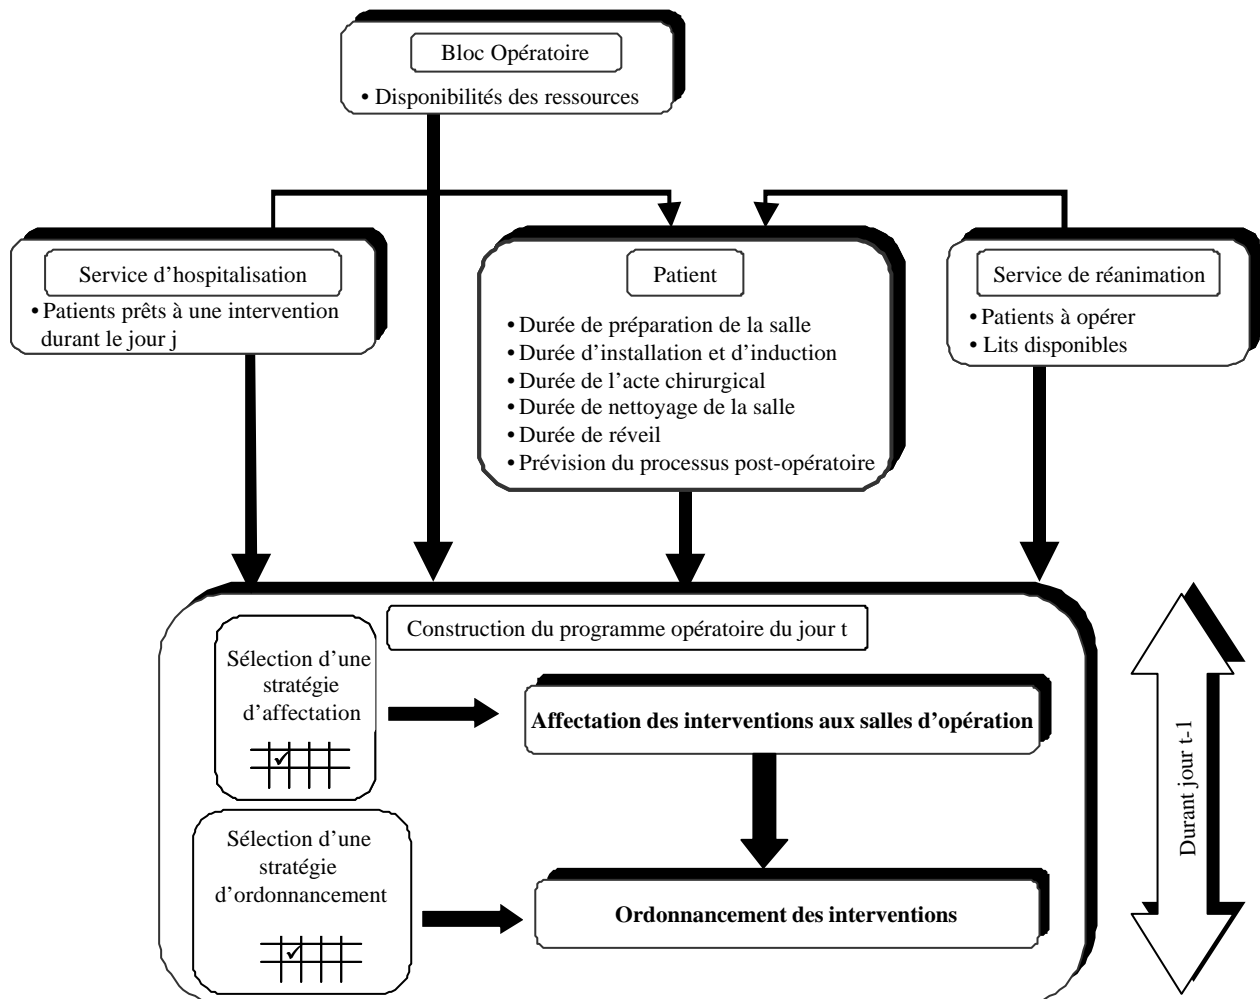 Bloc Opératoire
• Disponibilités des ressources
Service d’hospitalisation
• Patients prêts à une intervention
durant le jour j
Patient
• Durée de préparation de la salle
• Durée d’installation et d’induction
• Durée de l’acte chirurgical
• Durée de nettoyage de la salle
• Durée de réveil
• Prévision du processus post-opératoire
Service de réanimation
• Patients à opérer
• Lits disponibles
Construction du programme opératoire du jour t
Sélection d’une
stratégie
d’affectation
Affectation des interventions aux salles d’opération
Sélection d’une
stratégie
d’ordonnancement
Ordonnancement des interventions
Durant jour t-1